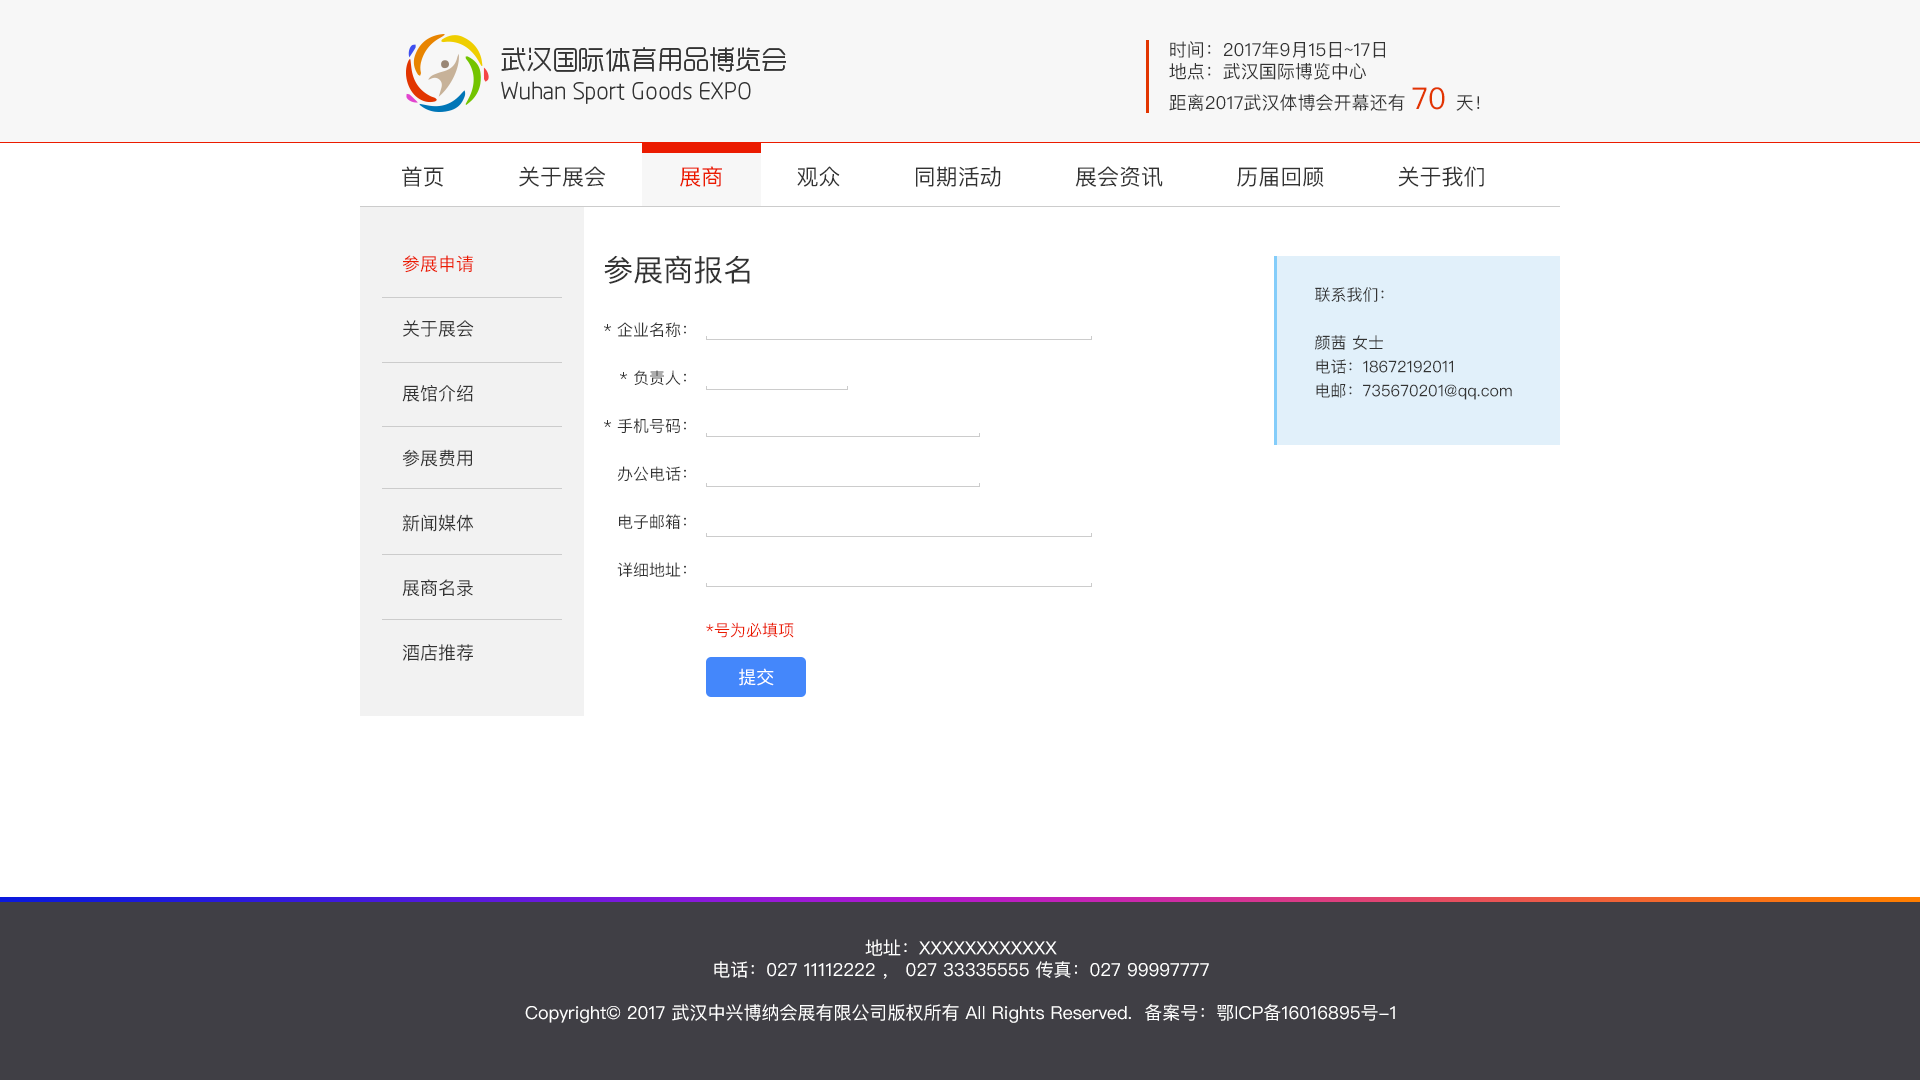 武汉国际体育用品博览会
Wuhan Sport Goods EXPO
时间：2017年9月15日~17日
地点：武汉国际博览中心
距离2017武汉体博会开幕还有 70 天！
首页
关于展会
展商
观众
同期活动
展会资讯
历届回顾
关于我们
参展申请
关于展会
展馆介绍
参展费用
新闻媒体
展商名录
酒店推荐
参展商报名
* 企业名称：
* 负责人：
* 手机号码：
办公电话：
电子邮箱：
详细地址：
*号为必填项
提交
联系我们：
颜茜 女士
电话：18672192011
电邮：735670201@qq.com
地址：XXXXXXXXXXXX
电话：027 11112222 ， 027 33335555 传真：027 99997777
Copyright© 2017 武汉中兴博纳会展有限公司版权所有 All Rights Reserved. 备案号：鄂ICP备16016895号-1